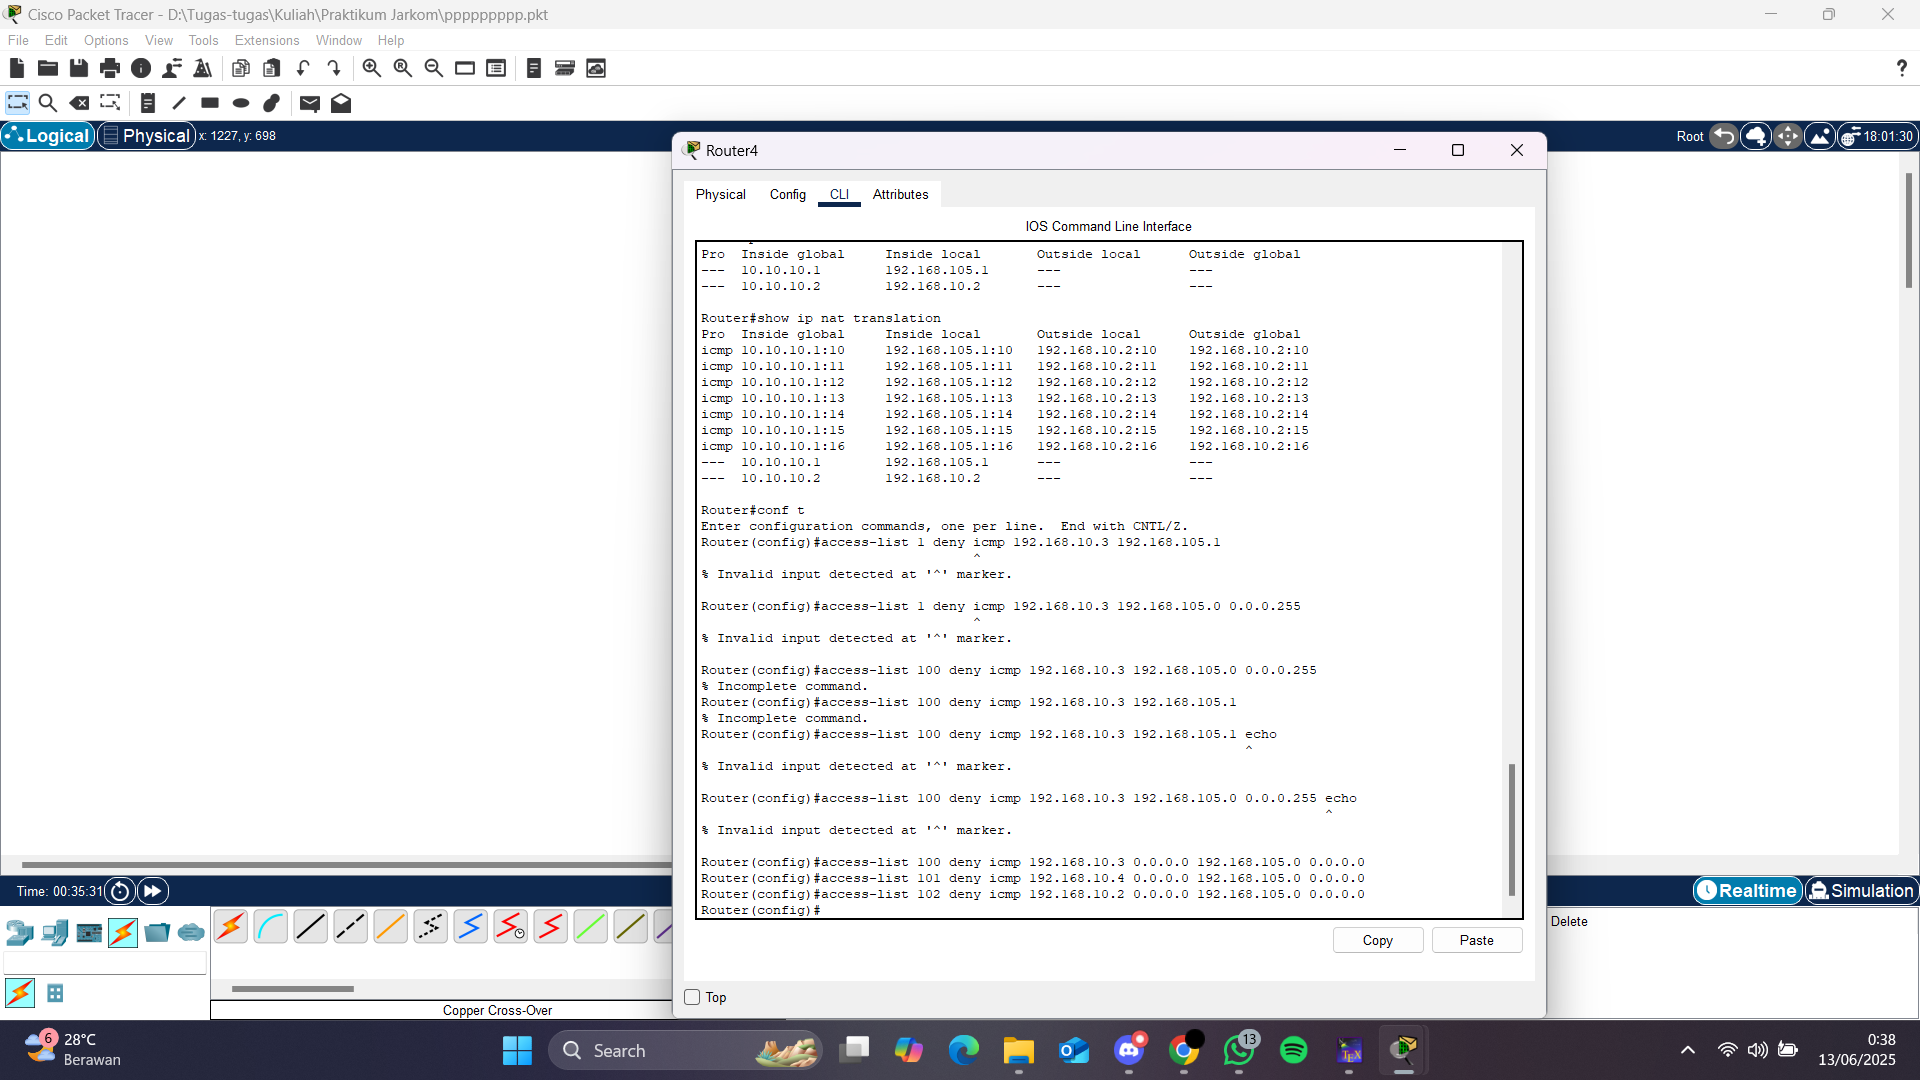 Cisco Packet Tracer - D:\Tugas-tugas\Kuliah\Praktikum Jarkom\pppppppppp.pkt
File Edit Options View Tools Extensions Window Help
?
Logical Physical x: 1227, y: 698
Root 18:01:30
Router4
Physical Config CLI Attributes
IOS Command Line Interface
Pro Inside global Inside local Outside local Outside global
--- 10.10.10.1 192.168.105.1 --- ---
--- 10.10.10.2 192.168.10.2 --- ---
Router#show ip nat translation
Pro Inside global Inside local Outside local Outside global
icmp 10.10.10.1:10 192.168.105.1:10 192.168.10.2:10 192.168.10.2:10
icmp 10.10.10.1:11 192.168.105.1:11 192.168.10.2:11 192.168.10.2:11
icmp 10.10.10.1:12 192.168.105.1:12 192.168.10.2:12 192.168.10.2:12
icmp 10.10.10.1:13 192.168.105.1:13 192.168.10.2:13 192.168.10.2:13
icmp 10.10.10.1:14 192.168.105.1:14 192.168.10.2:14 192.168.10.2:14
icmp 10.10.10.1:15 192.168.105.1:15 192.168.10.2:15 192.168.10.2:15
icmp 10.10.10.1:16 192.168.105.1:16 192.168.10.2:16 192.168.10.2:16
--- 10.10.10.1 192.168.105.1 --- ---
--- 10.10.10.2 192.168.10.2 --- ---
Router#conf t
Enter configuration commands, one per line. End with CNTL/Z.
Router(config)#access-list 1 deny icmp 192.168.10.3 192.168.105.1
^
% Invalid input detected at '^' marker.
Router(config)#access-list 1 deny icmp 192.168.10.3 192.168.105.0 0.0.0.255
^
% Invalid input detected at '^' marker.
Router(config)#access-list 100 deny icmp 192.168.10.3 192.168.105.0 0.0.0.255
% Incomplete command.
Router(config)#access-list 100 deny icmp 192.168.10.3 192.168.105.1
% Incomplete command.
Router(config)#access-list 100 deny icmp 192.168.10.3 192.168.105.1 echo
^
% Invalid input detected at '^' marker.
Router(config)#access-list 100 deny icmp 192.168.10.3 192.168.105.0 0.0.0.255 echo
^
% Invalid input detected at '^' marker.
Router(config)#access-list 100 deny icmp 192.168.10.3 0.0.0.0 192.168.105.0 0.0.0.0
Router(config)#access-list 101 deny icmp 192.168.10.4 0.0.0.0 192.168.105.0 0.0.0.0
Router(config)#access-list 102 deny icmp 192.168.10.2 0.0.0.0 192.168.105.0 0.0.0.0
Router(config)#
Copy Paste
Top
Time: 00:35:31
Realtime Simulation
Delete
Copper Cross-Over
6
28°C
Berawan
Search
13
TEX
0:38
13/06/2025